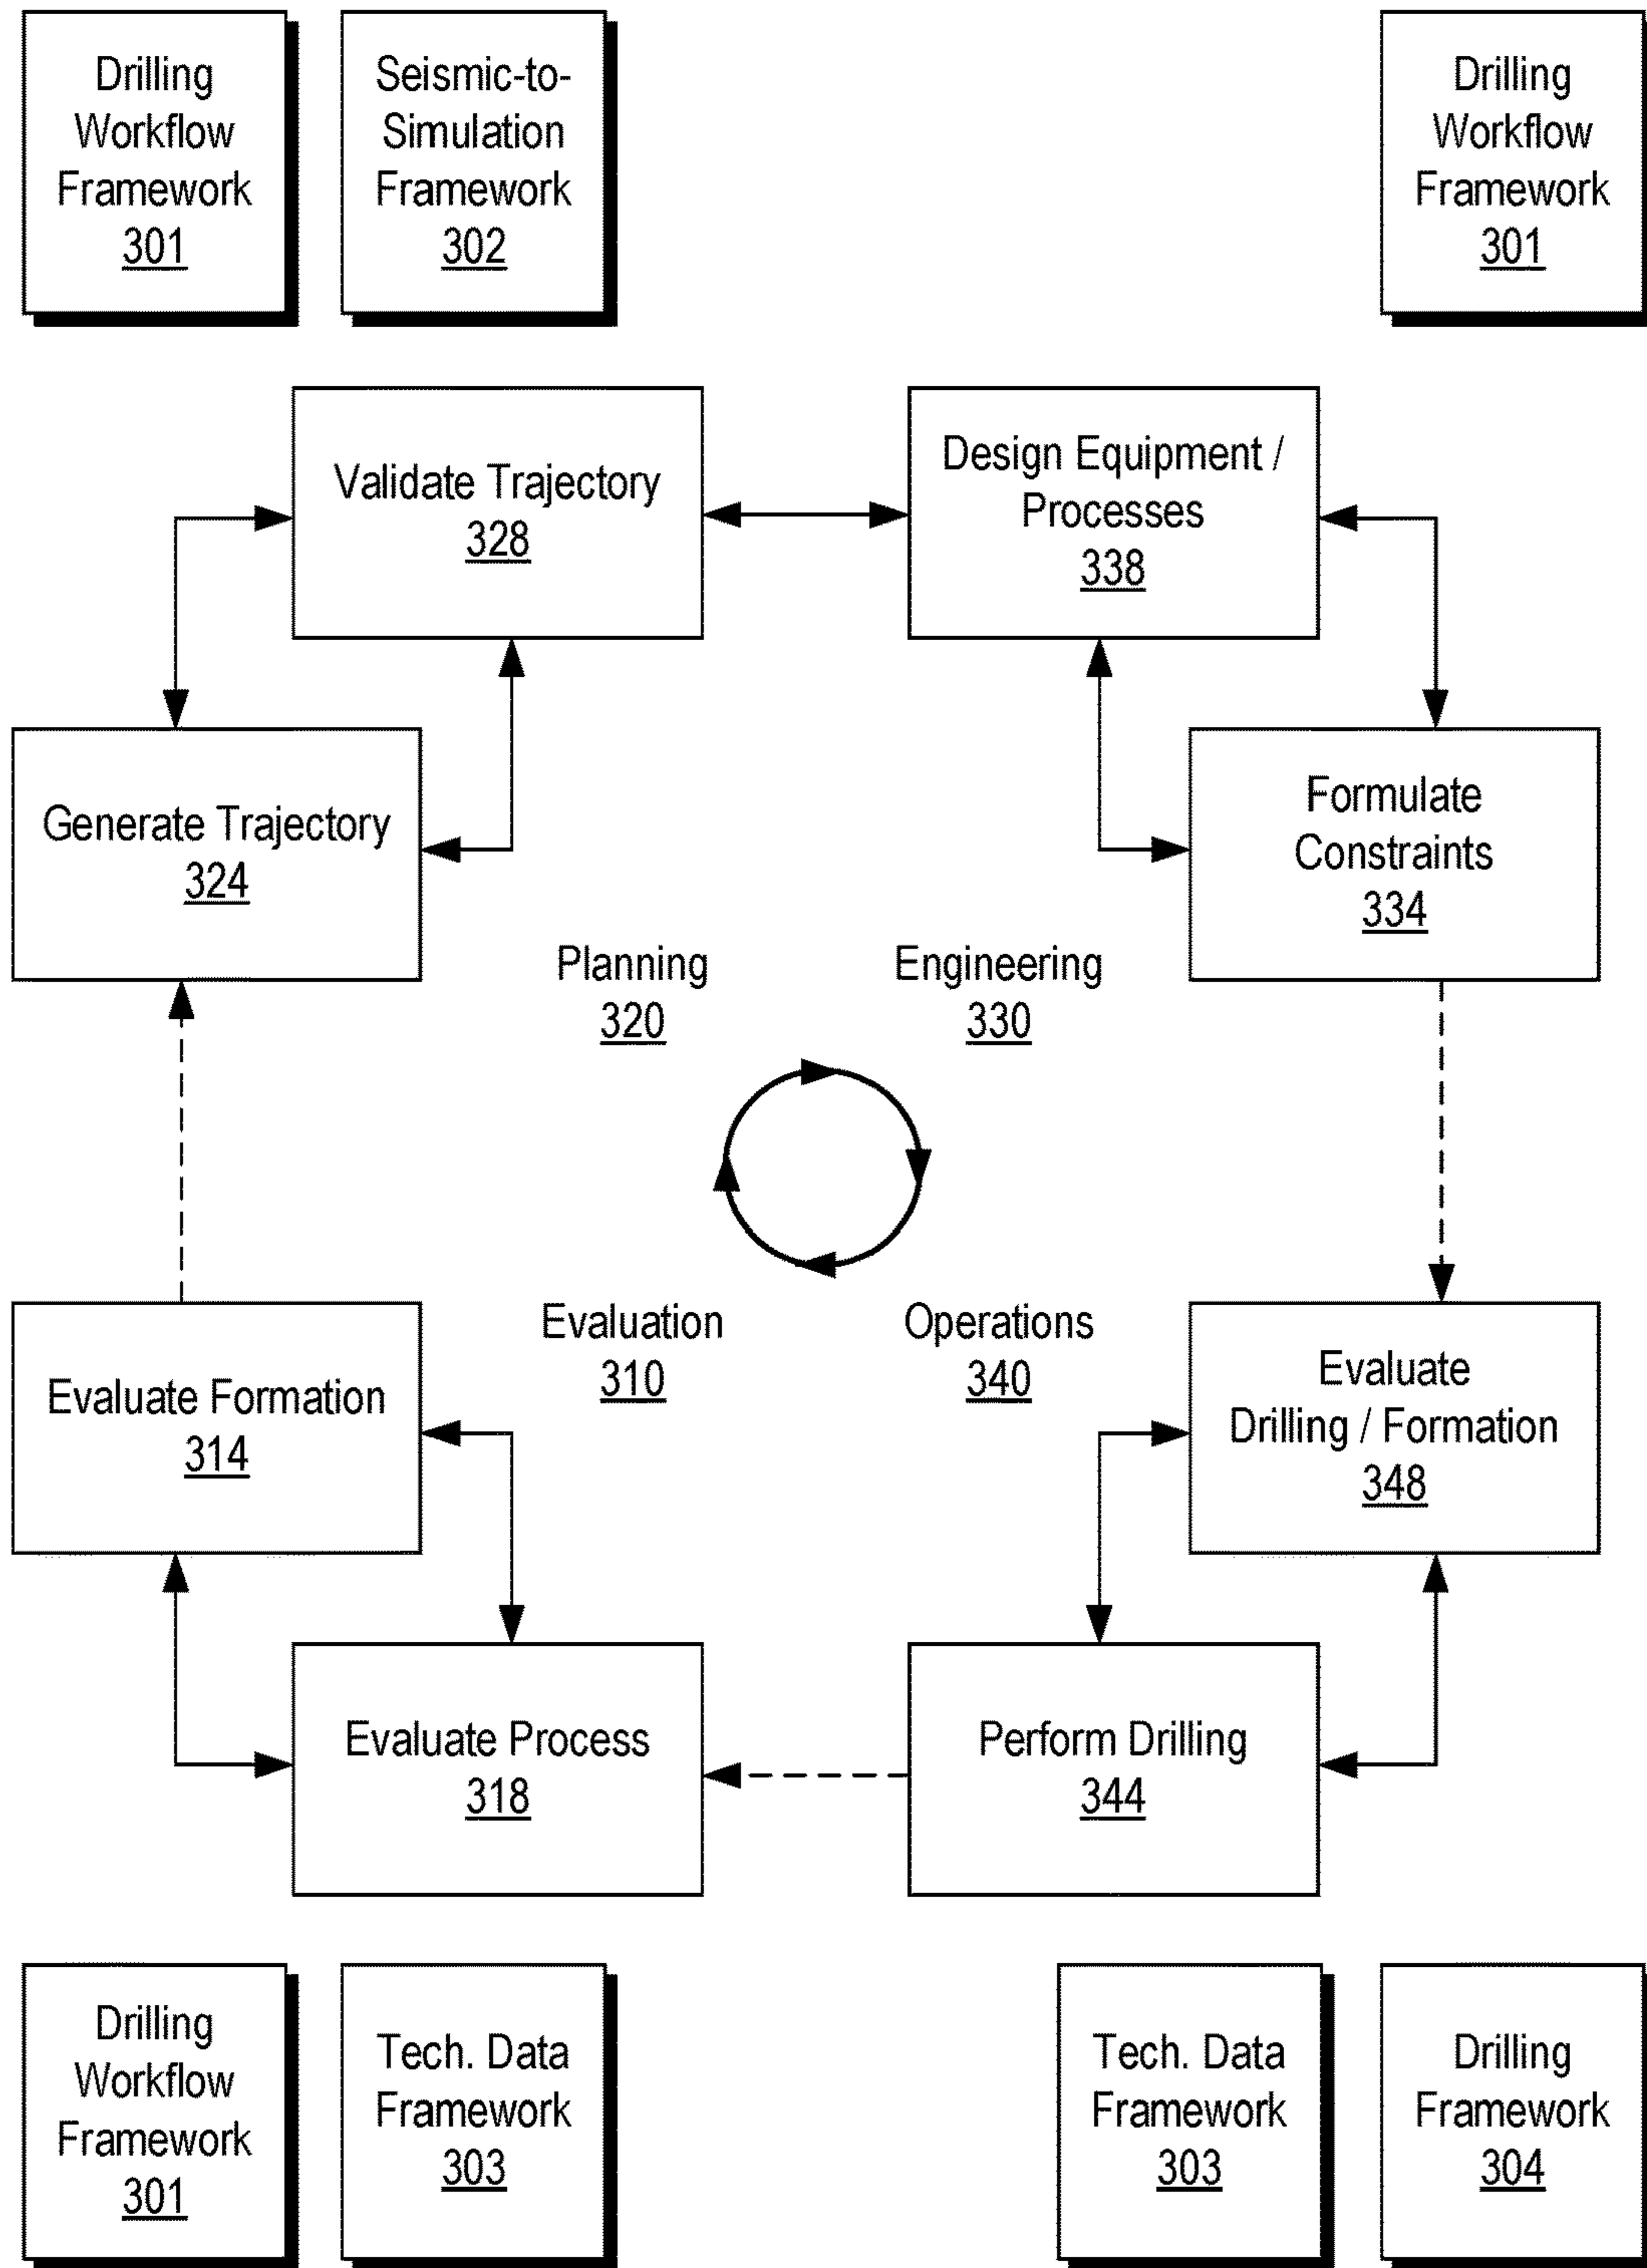 Drilling
Workflow
Framework
301
Seismic-to-
Simulation
Framework
302
Drilling
Workflow
Framework
301
Validate Trajectory
328
Design Equipment /
Processes
338
Generate Trajectory
324
Formulate
Constraints
334
Planning
320
Engineering
330
Evaluation
310
Operations
340
Evaluate Formation
314
Evaluate
Drilling / Formation
348
Evaluate Process
318
Perform Drilling
344
Drilling
Workflow
Framework
301
Tech. Data
Framework
303
Tech. Data
Framework
303
Drilling
Framework
304